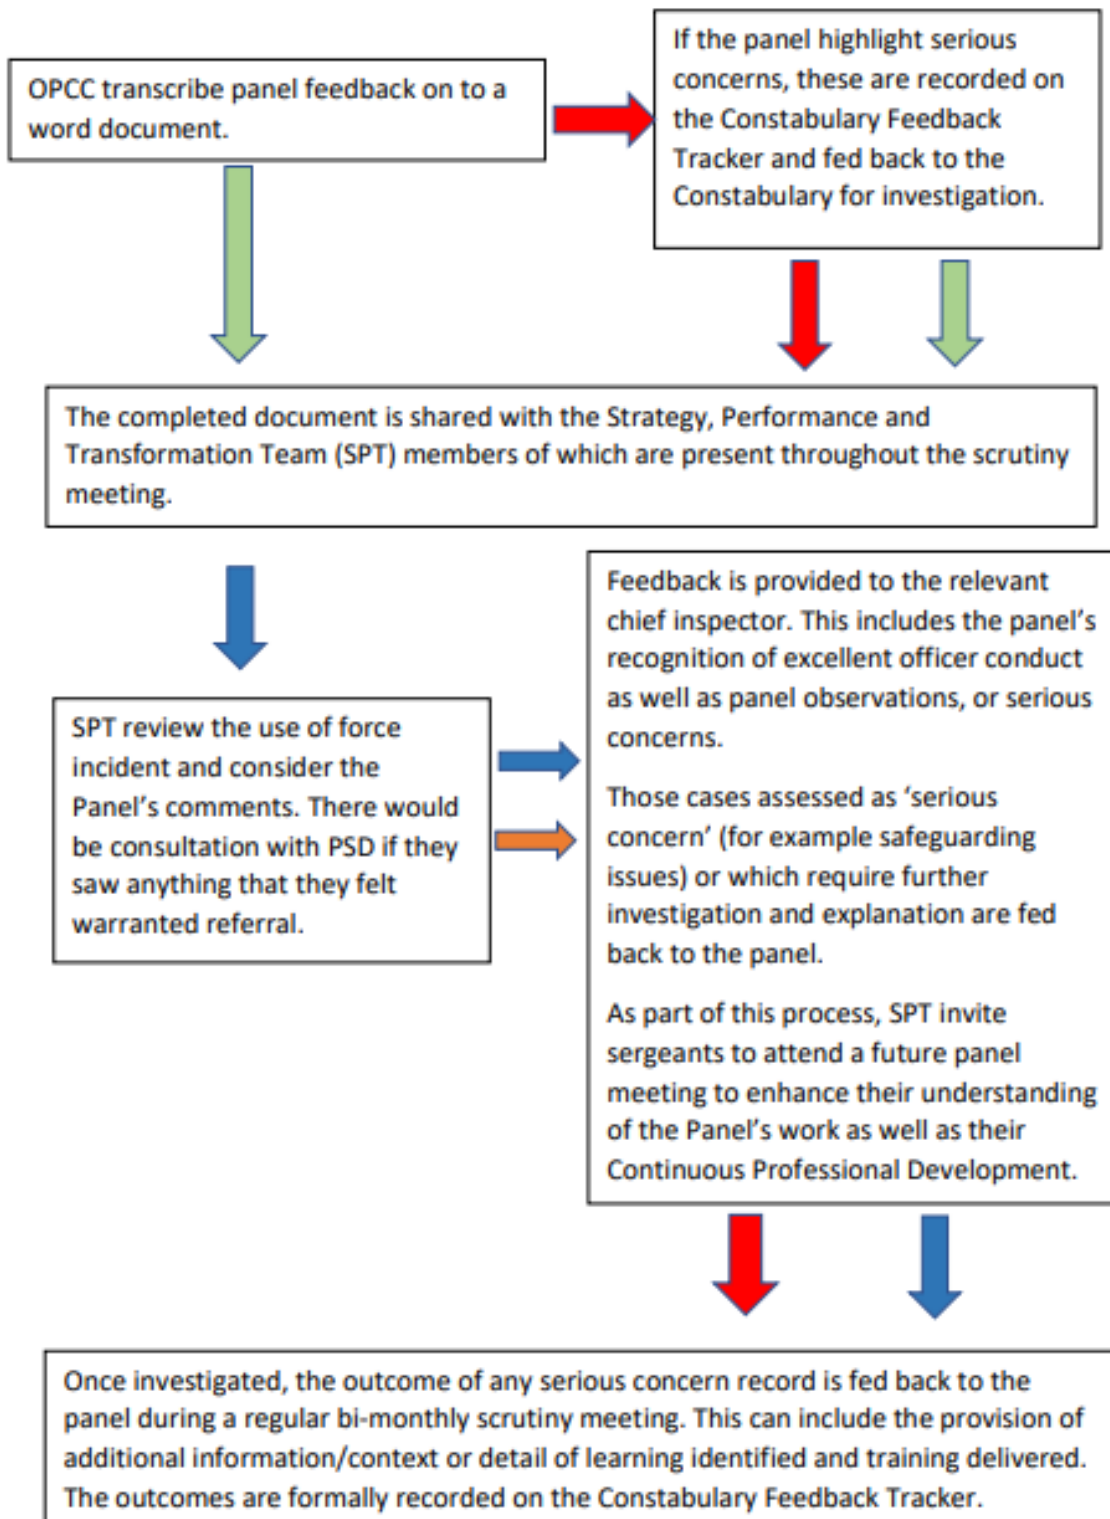 OPCC transcribe panel feedback on to a
word document.
If the panel highlight serious
concerns, these are recorded on
the Constabulary Feedback
Tracker and fed back to the
Constabulary for investigation.
The completed document is shared with the Strategy, Performance and
Transformation Team (SPT) members of which are present throughout the scrutiny
meeting.
SPT review the use of force
incident and consider the
Panel's comments. There would
be consultation with PSD if they
saw anything that they felt
warranted referral.
Feedback is provided to the relevant
chief inspector. This includes the panel's
recognition of excellent officer conduct
as well as panel observations, or serious
concerns.
Those cases assessed as 'serious
concern' (for example safeguarding
issues) or which require further
investigation and explanation are fed
back to the panel.
As part of this process, SPT invite
sergeants to attend a future panel
meeting to enhance their understanding
of the Panel's work as well as their
Continuous Professional Development.
Once investigated, the outcome of any serious concern record is fed back to the
panel during a regular bi-monthly scrutiny meeting. This can include the provision of
additional information/context or detail of learning identified and training delivered.
The outcomes are formally recorded on the Constabulary Feedback Tracker.